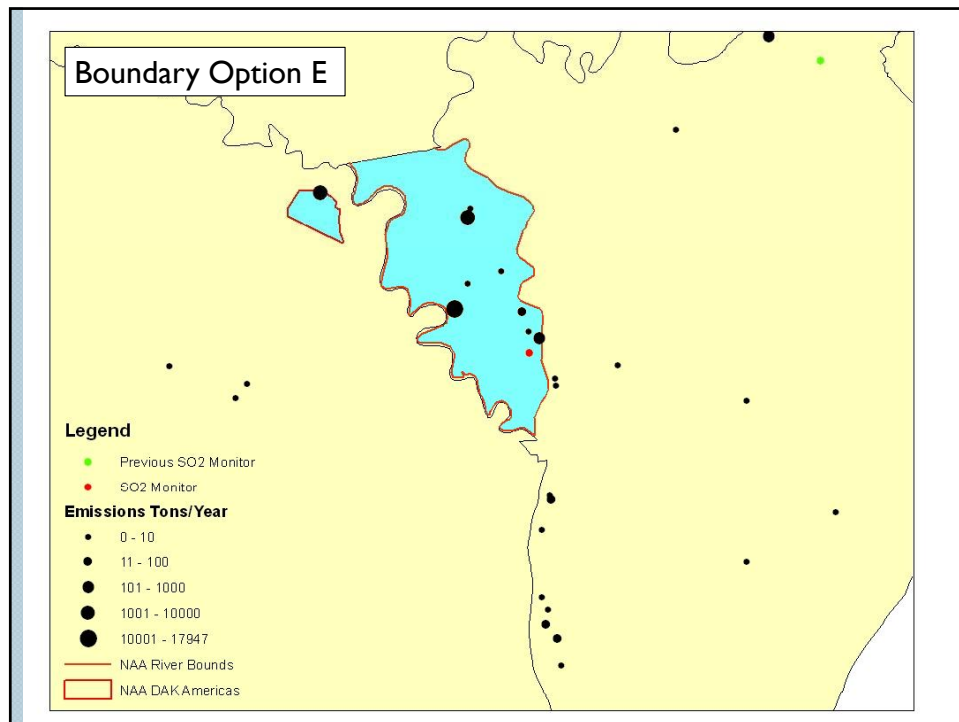 Boundary Option E
Legend
Previous SO2 Monitor
SO2 Monitor
Emissions Tons/Year
0 - 10
11 - 100
101 - 1000
1001 - 10000
10001 - 17947
NAA River Bounds
NAA DAK Americas